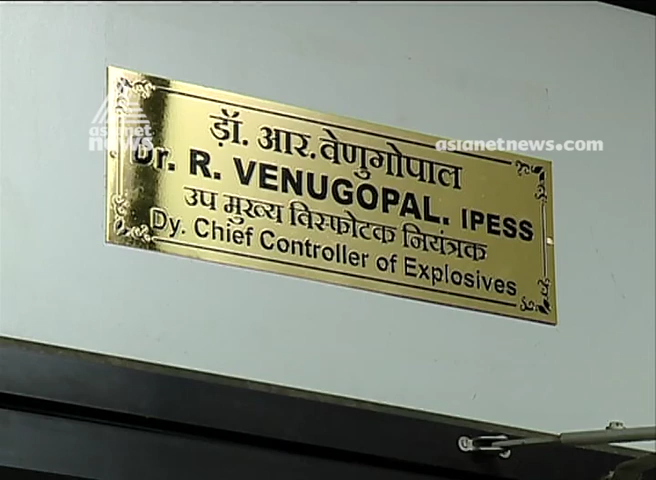 डॉ. आर. वेणुगोपाल
Dr. R. VENUGOPAL. IPESS
उप मुख्य विस्फोटक नियंत्रक
Dy. Chief Controller of Explosives
asianet
news
asianetnews.com